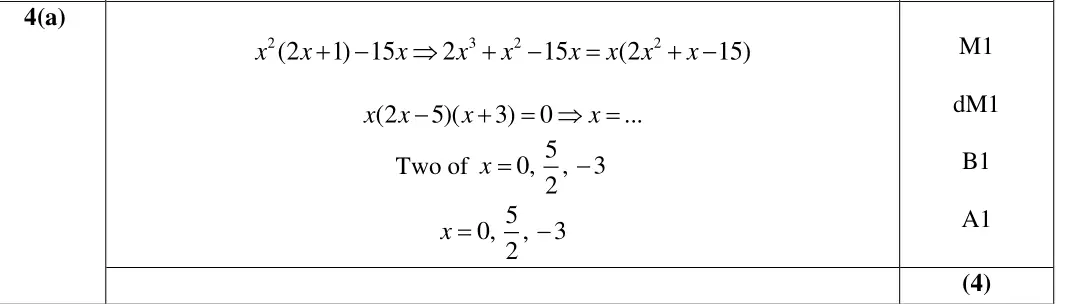 4(a)
x²(2x+1)−15x ⇒ 2x³ + x² −15x = x(2x² + x −15) M1
x(2x − 5)(x + 3) = 0 ⇒ x = ... dM1
Two of x = 0, 5/2, −3 B1
x = 0, 5/2, −3 A1
(4)